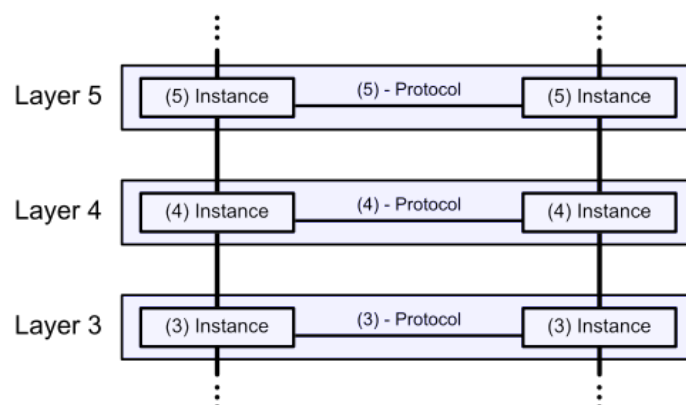 Layer 5
(5) Instance
(5) - Protocol
(5) Instance
Layer 4
(4) Instance
(4) - Protocol
(4) Instance
Layer 3
(3) Instance
(3) - Protocol
(3) Instance